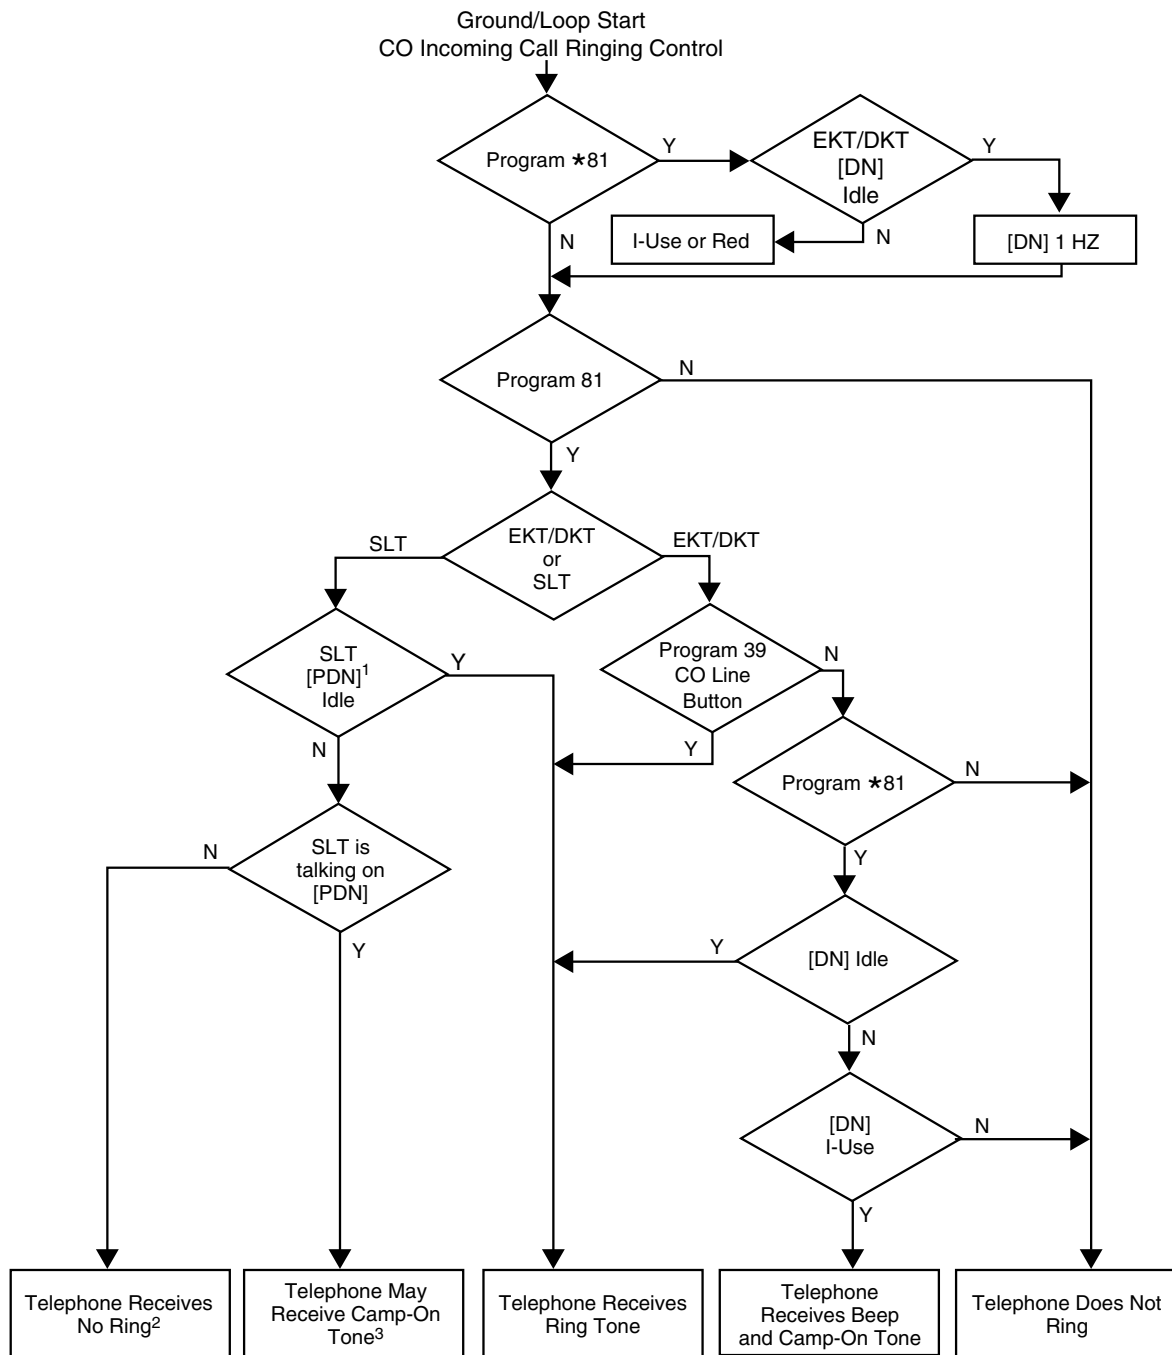 Ground/Loop Start
CO Incoming Call Ringing Control
Program *81
Y
EKT/DKT
[DN]
Idle
Y
N
I-Use or Red
N
[DN] 1 HZ
Program 81
N
Y
SLT
EKT/DKT
or
SLT
EKT/DKT
SLT
[PDN]1
Idle
Y
N
Program 39
CO Line
Button
N
Y
Program *81
N
Y
SLT is
talking on
[PDN]
N
Y
[DN] Idle
Y
N
[DN]
I-Use
N
Y
Telephone Receives
No Ring2
Telephone May
Receive Camp-On
Tone3
Telephone Receives
Ring Tone
Telephone
Receives Beep
and Camp-On Tone
Telephone Does Not
Ring